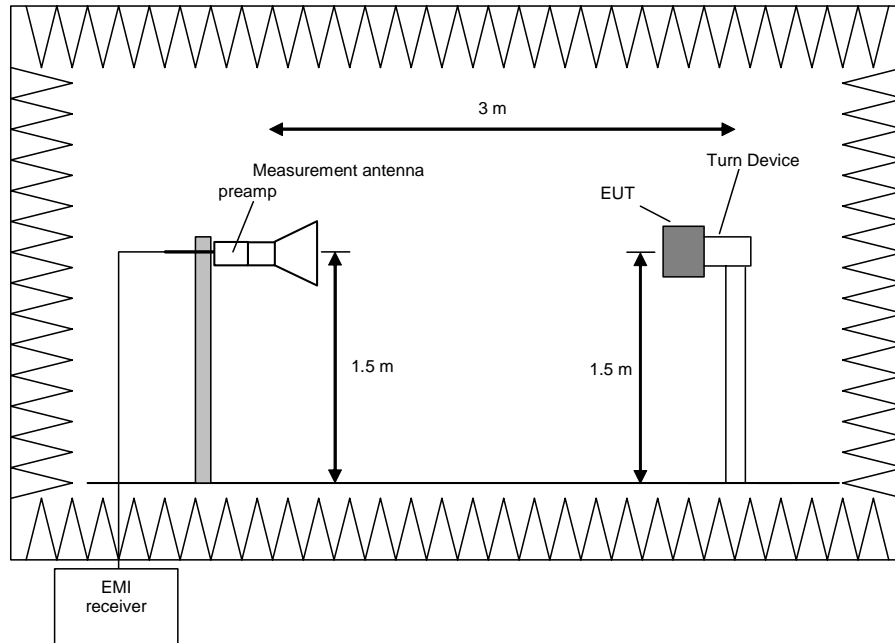 3 m
Measurement antenna
preamp
Turn Device
EUT
1.5 m
1.5 m
EMI
receiver